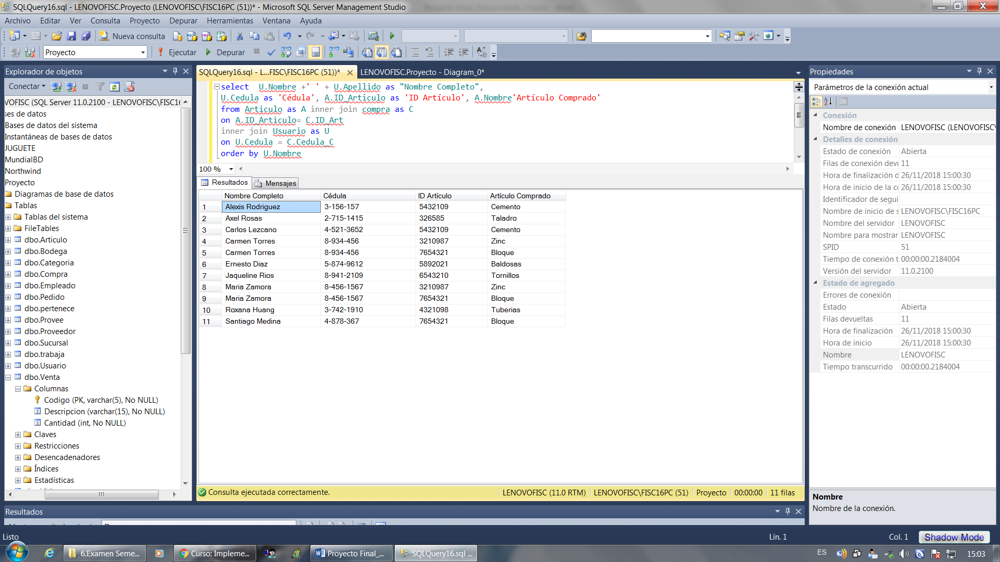 SQLQuery16.sql - LENOVOFISC.Proyecto (LENOVOFISC\FISC16PC (51))* - Microsoft SQL Server Management Studio
Archivo Editar Ver Consulta Proyecto Depurar Herramientas Ventana Ayuda
Nueva consulta
Proyecto Ejecutar Depurar
Explorador de objetos
Conectar
VOFISC (SQL Server 11.0.2100 - LENOVOFISC\FISC16
ses de datos
Bases de datos del sistema
Instantáneas de bases de datos
JUGUETE
MundialBD
Northwind
Proyecto
Diagramas de base de datos
Tablas
Tablas del sistema
FileTables
dbo.Articulo
dbo.Bodega
dbo.Categoria
dbo.Compra
dbo.Empleado
dbo.Pedido
dbo.pertenece
dbo.Provee
dbo.Proveedor
dbo.Sucursal
dbo.trabaja
dbo.Usuario
dbo.Venta
Columnas
Codigo (PK, varchar(5), No NULL)
Descripcion (varchar(15), No NULL)
Cantidad (int, No NULL)
Claves
Restricciones
Desencadenadores
Índices
Estadísticas
SQLQuery16.sql - L...FISC\FISC16PC (51))* LENOVOFISC.Proyecto - Diagram_0*
select U.Nombre +' ' + U.Apellido as "Nombre Completo",
U.Cedula as 'Cédula', A.ID_Articulo as 'ID Artículo', A.Nombre'Artículo Comprado'
from Articulo as A inner join compra as C
on A.ID_Articulo= C.ID_Art
inner join Usuario as U
on U.Cedula = C.Cedula_C
order by U.Nombre
100 %
Resultados Mensajes
Nombre Completo Cédula ID Artículo Artículo Comprado
1 Alexis Rodriguez 3-156-157 5432109 Cemento
2 Axel Rosas 2-715-1415 326585 Taladro
3 Carlos Lezcano 4-521-3652 5432109 Cemento
4 Carmen Torres 8-934-456 3210987 Zinc
5 Carmen Torres 8-934-456 7654321 Bloque
6 Ernesto Diaz 5-874-9612 5892021 Baldosas
7 Jaqueline Rios 8-941-2109 6543210 Tornillos
8 Maria Zamora 8-456-1567 3210987 Zinc
9 Maria Zamora 8-456-1567 7654321 Bloque
10 Roxana Huang 3-742-1910 4321098 Tuberias
11 Santiago Medina 4-878-367 7654321 Bloque
Consulta ejecutada correctamente. LENOVOFISC (11.0 RTM) LENOVOFISC\FISC16PC (51) Proyecto 00:00:00 11 filas
Propiedades
Parámetros de la conexión actual
Conexión
Nombre de conexión LENOVOFISC (LENOVOFISC\
Detalles de conexión
Estado de conexión Abierta
Filas de conexión devu 11
Hora de finalización d 26/11/2018 15:00:30
Hora de inicio de la co 26/11/2018 15:00:30
Identificador de segui
Nombre de inicio de s LENOVOFISC\FISC16PC
Nombre del servidor LENOVOFISC
Nombre para mostrar LENOVOFISC
SPID 51
Tiempo de conexión t 00:00:00.2184004
Versión del servidor 11.0.2100
Estado de agregado
Errores de conexión
Estado Abierta
Filas devueltas 11
Hora de finalización 26/11/2018 15:00:30
Hora de inicio 26/11/2018 15:00:30
Nombre LENOVOFISC
Tiempo transcurrido 00:00:00.2184004
Nombre
Nombre de la conexión.
Resultados
Listo Lín. 1 Col. 1 Shadow Mode
6.Examen Seme... Curso: Impleme... Proyecto Final_... SQLQuery16.sql ... ES 15:03